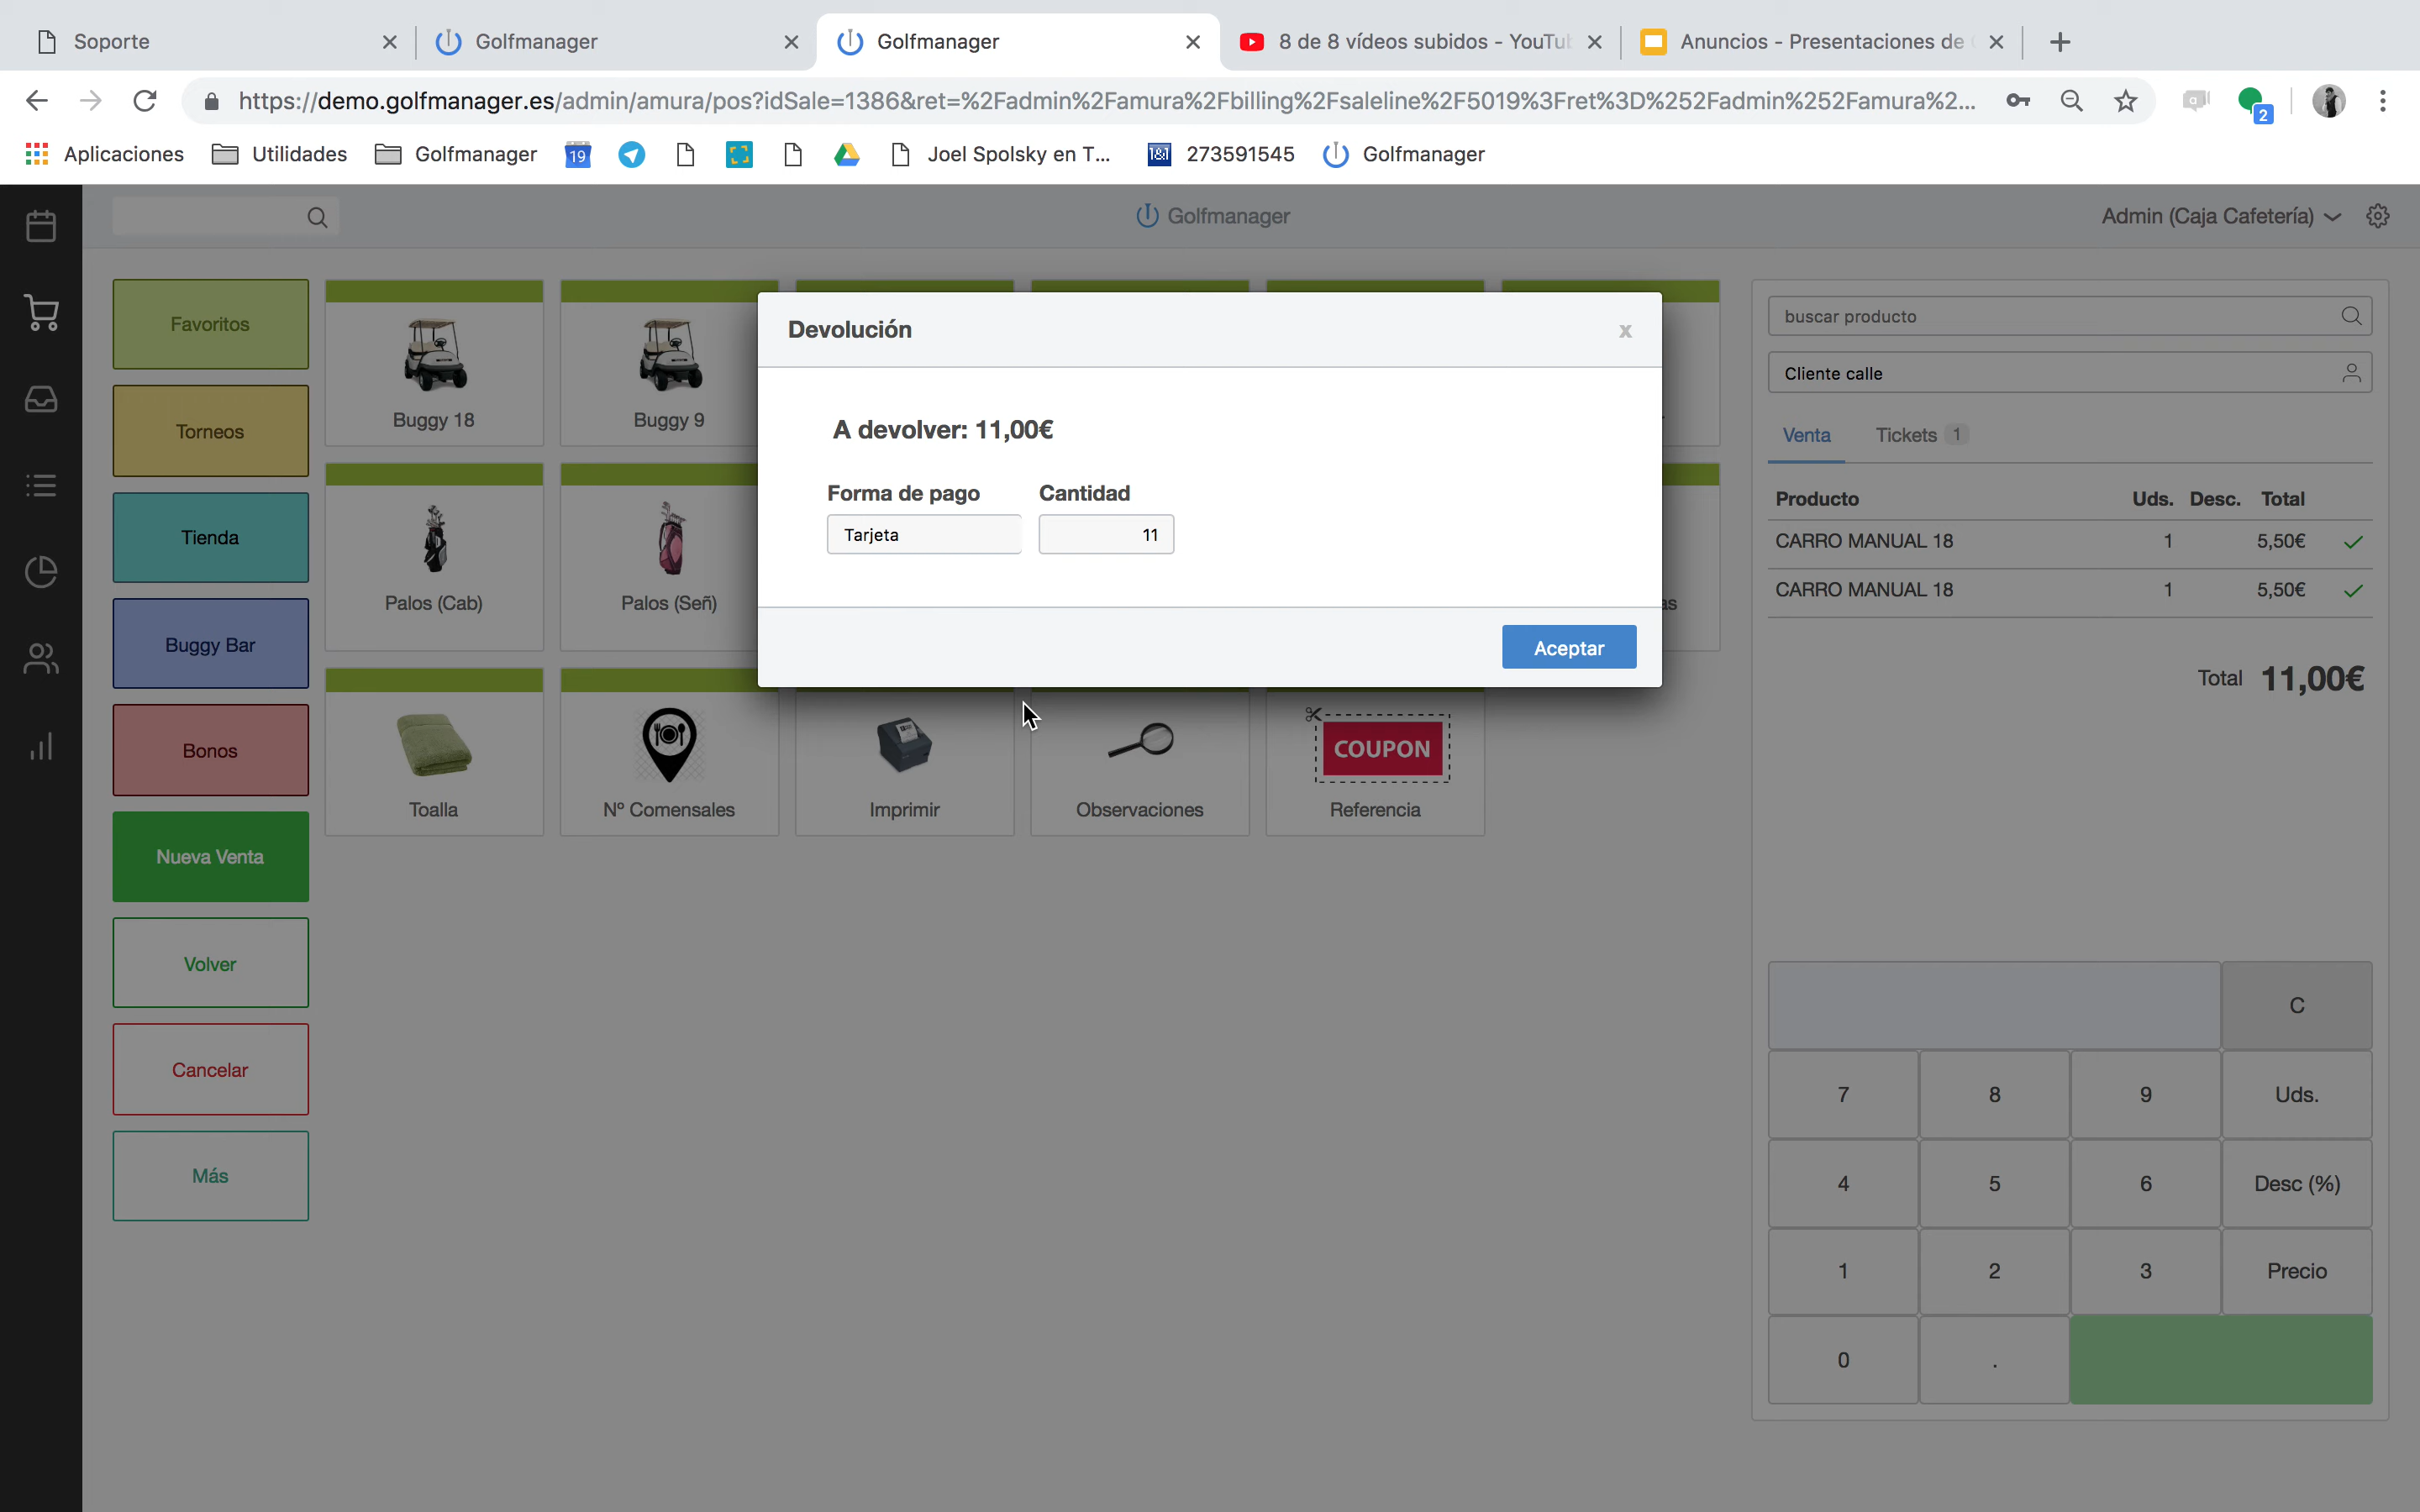 Soporte
Golfmanager
Golfmanager
8 de 8 vídeos subidos - YouTu
Anuncios - Presentaciones de
https://demo.golfmanager.es/admin/amura/pos?idSale=1386&ret=%2Fadmin%2Famura%2Fbilling%2Fsaleline%2F5019%3Fret%3D%252Fadmin%252Famura%2...
2
Aplicaciones
Utilidades
Golfmanager
19
Joel Spolsky en T...
1&1
273591545
Golfmanager
Golfmanager
Admin (Caja Cafetería)
Favoritos
Torneos
Tienda
Buggy Bar
Bonos
Nueva Venta
Volver
Cancelar
Más
Buggy 18
Buggy 9
Palos (Cab)
Palos (Señ)
as
Toalla
Nº Comensales
Imprimir
Observaciones
COUPON
Referencia
Devolución
x
A devolver: 11,00€
Forma de pago Cantidad
Tarjeta 11
Aceptar
buscar producto
Cliente calle
Venta Tickets 1
Producto Uds. Desc. Total
CARRO MANUAL 18 1 5,50€
CARRO MANUAL 18 1 5,50€
Total 11,00€
C
7 8 9 Uds.
4 5 6 Desc (%)
1 2 3 Precio
0 .